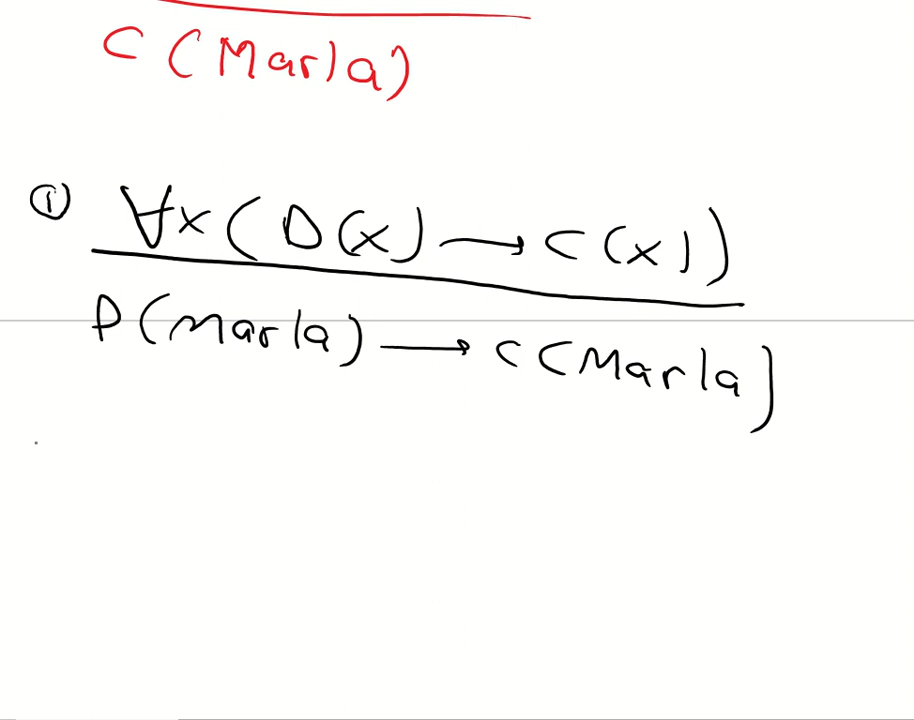 C (Marla)
① ∀x ( D(x) → C(x) )
D(Marla) → C(Marla)